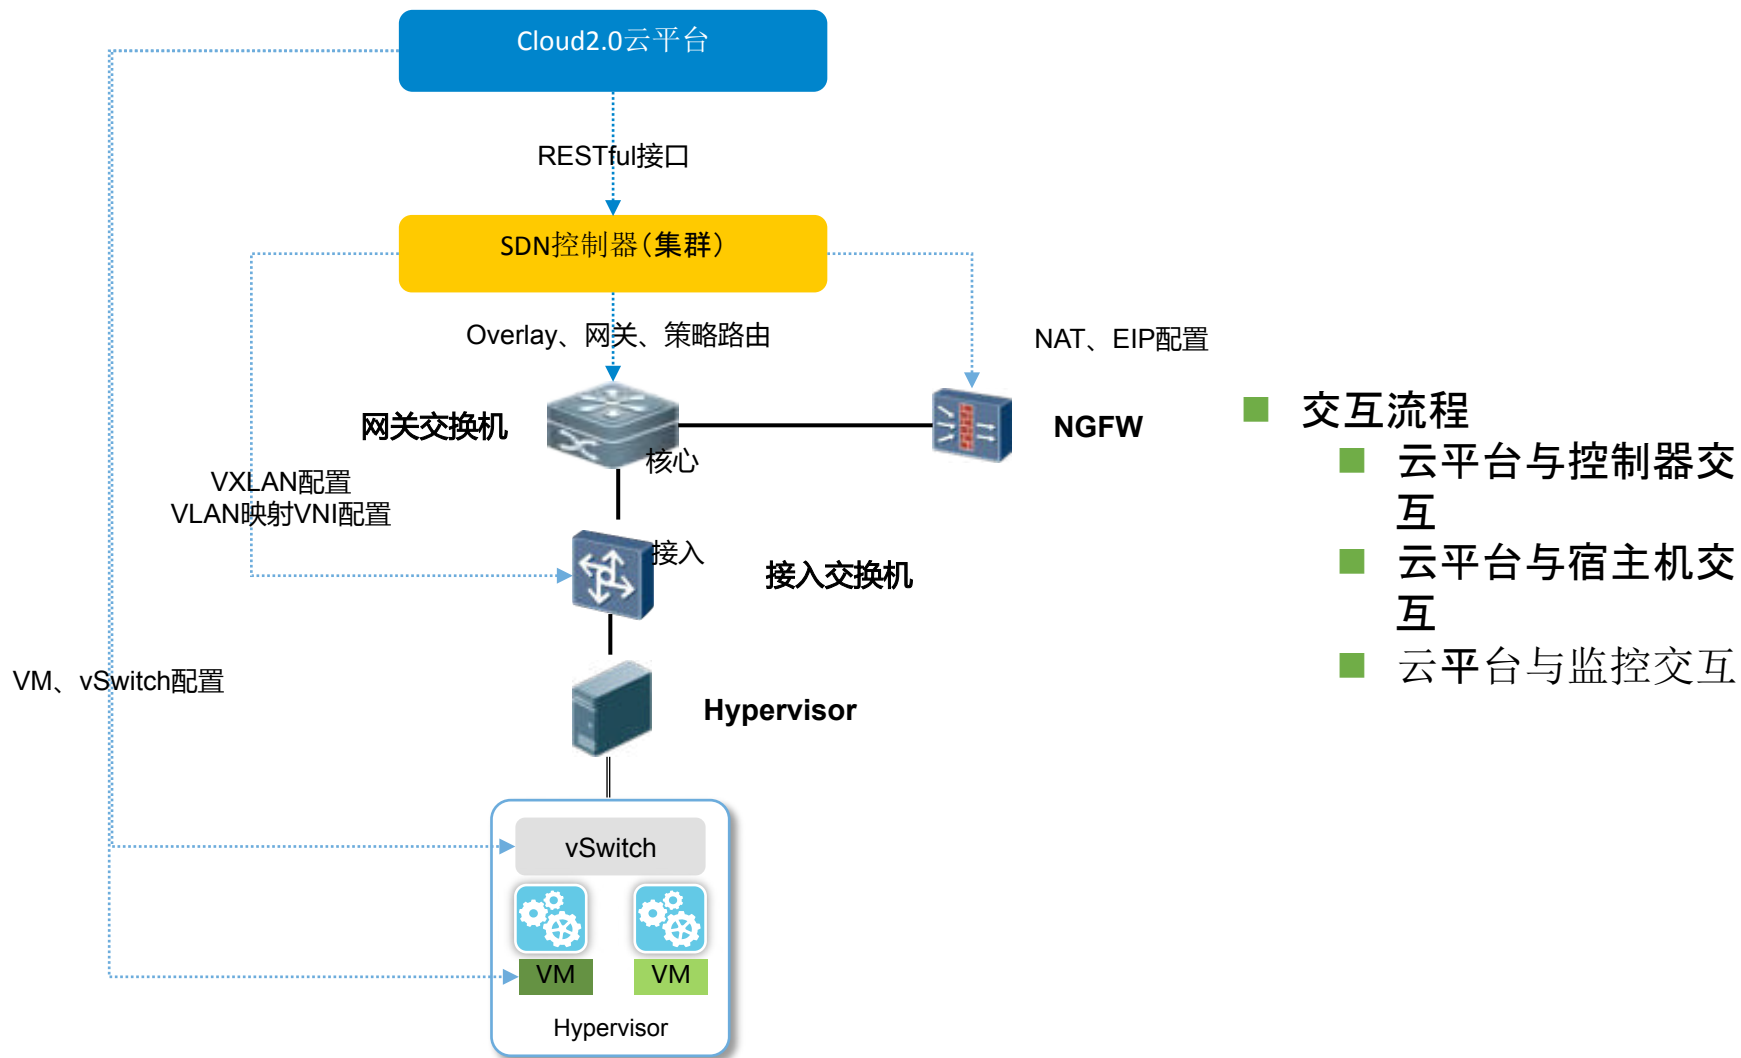 Cloud2.0云平台
RESTful接口
SDN控制器(集群)
Overlay、网关、策略路由
NAT、EIP配置
网关交换机
核心
NGFW
VXLAN配置
VLAN映射VNI配置
接入
接入交换机
VM、vSwitch配置
Hypervisor
vSwitch
VM
VM
Hypervisor
交互流程
云平台与控制器交
互
云平台与宿主机交
互
云平台与监控交互